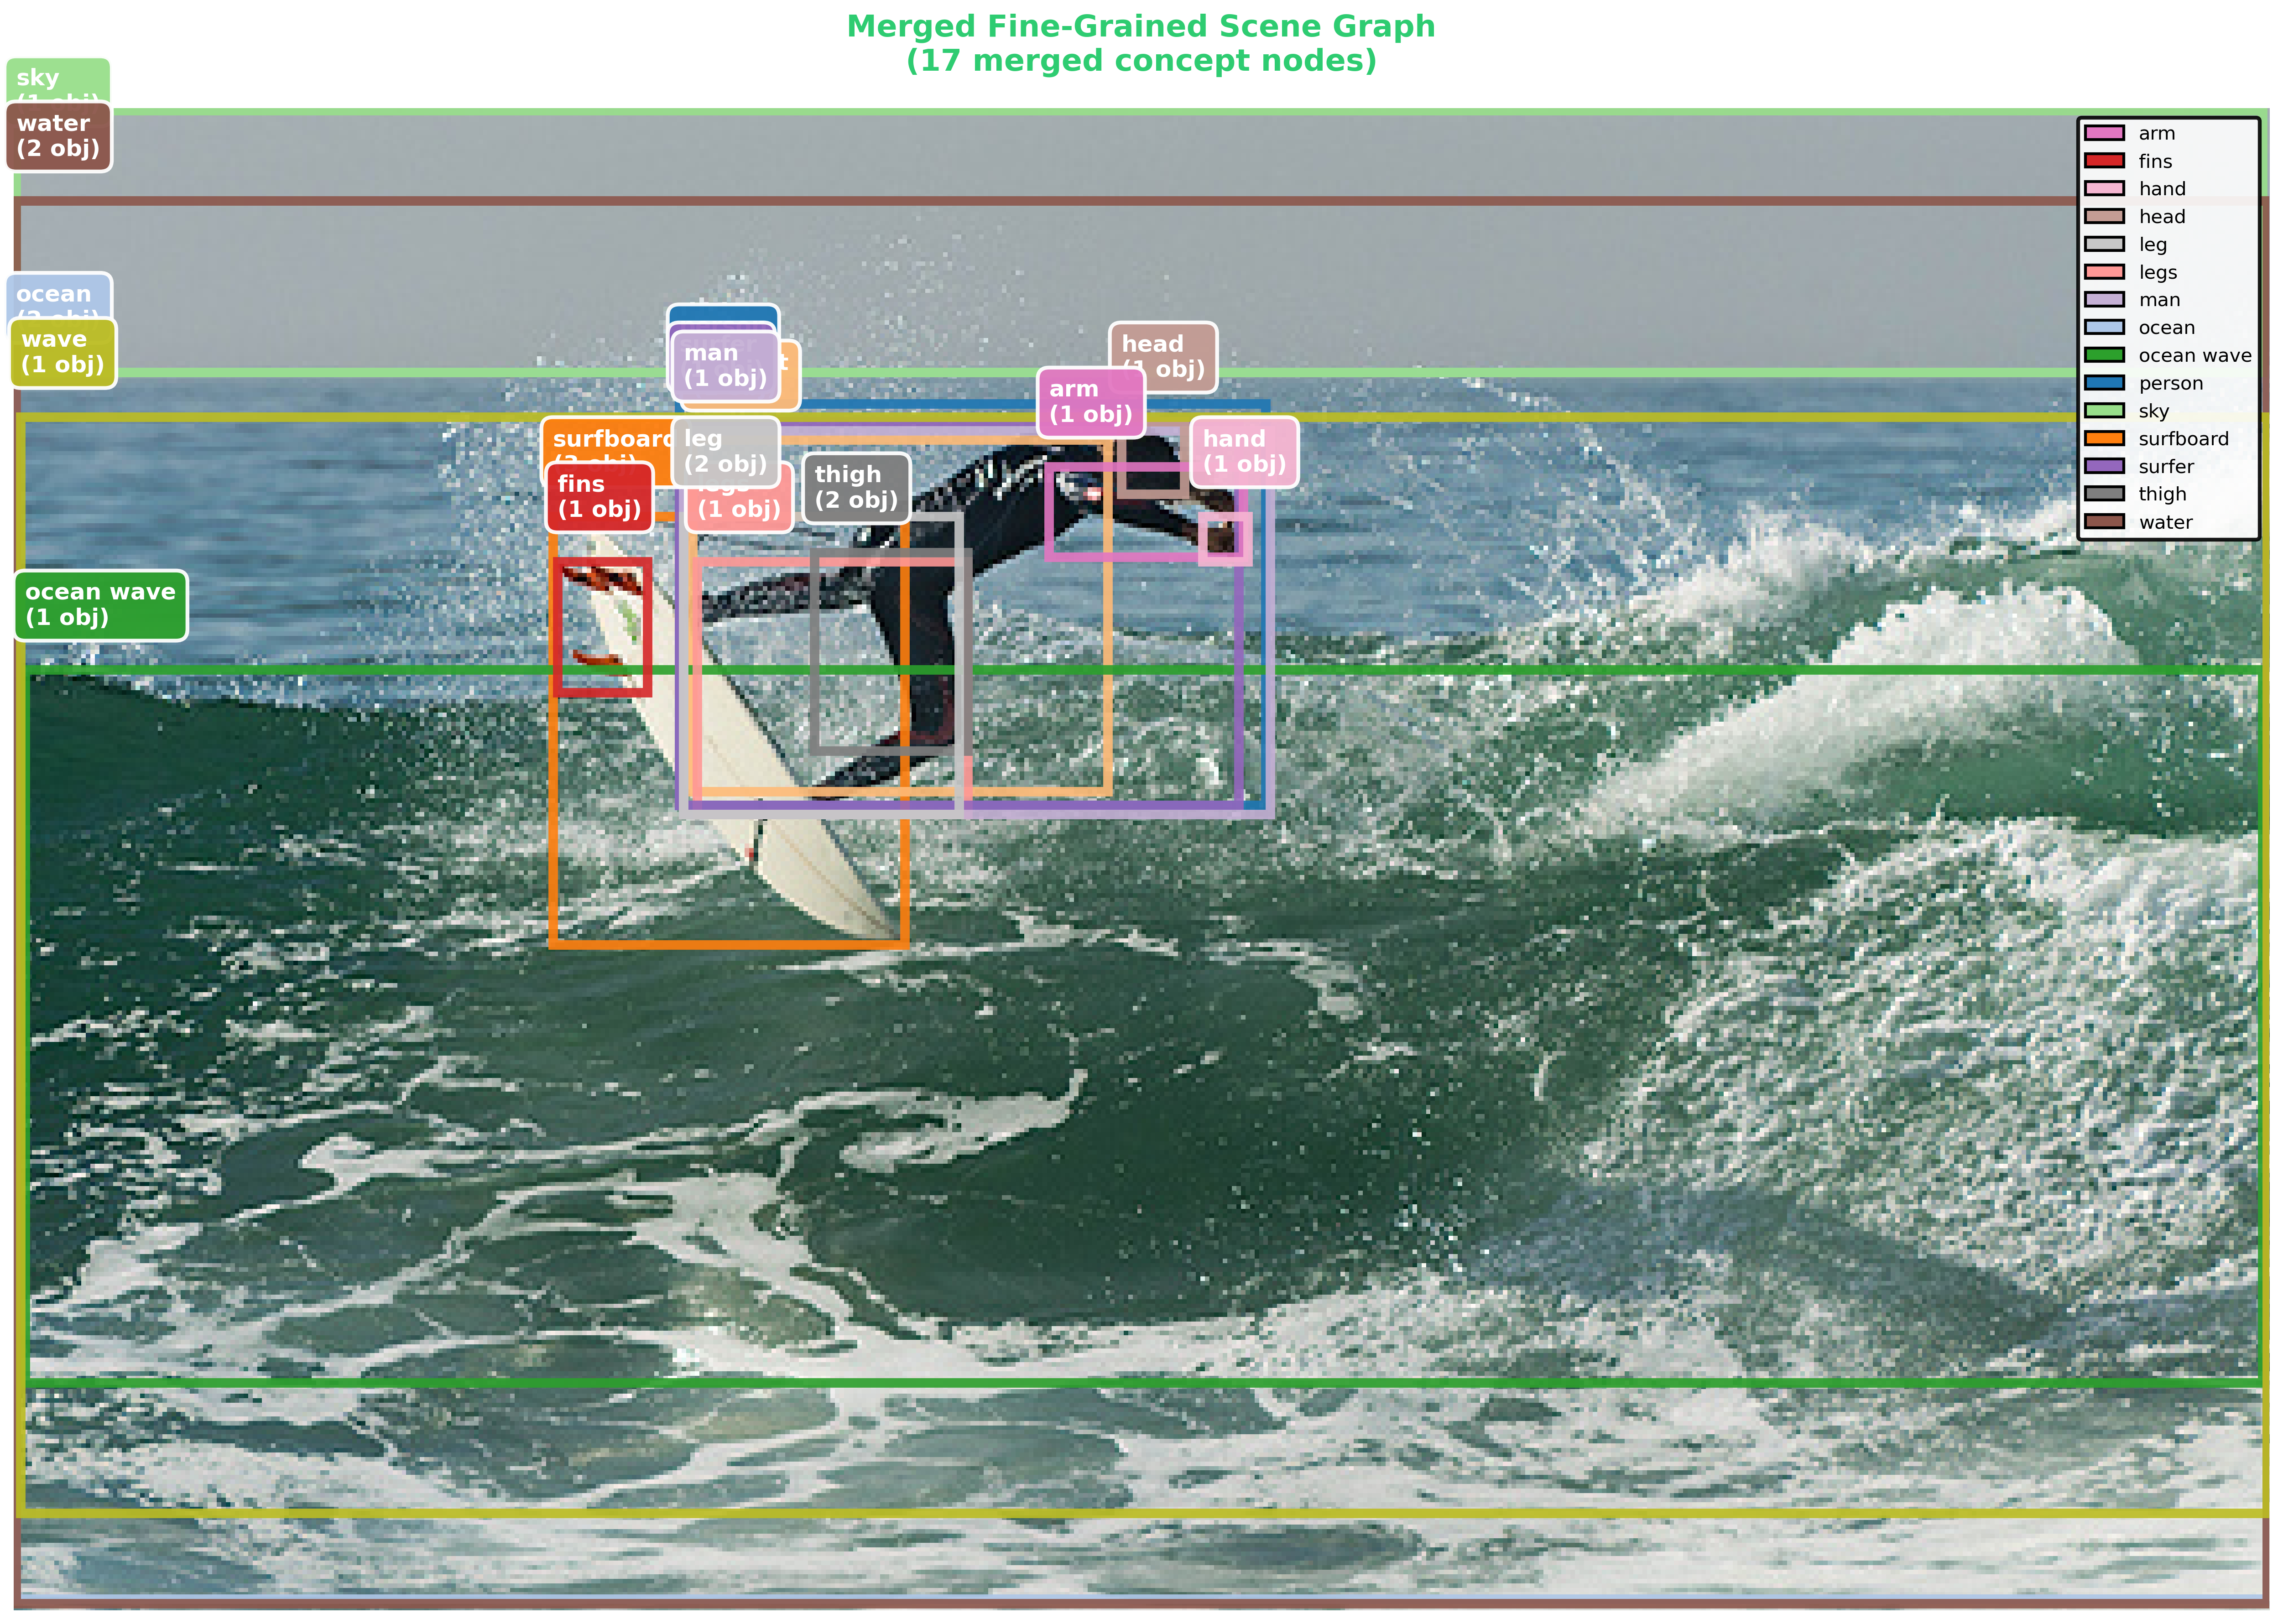 Merged Fine-Grained Scene Graph
(17 merged concept nodes)
sky
water
(2 obj)
ocean
wave
(1 obj)
man
(1 obj)
head
(1 obj)
arm
(1 obj)
surfboard
leg
(2 obj)
hand
(1 obj)
fins
(1 obj)
(1 obj)
thigh
(2 obj)
ocean wave
(1 obj)
arm
fins
hand
head
leg
legs
man
ocean
ocean wave
person
sky
surfboard
surfer
thigh
water